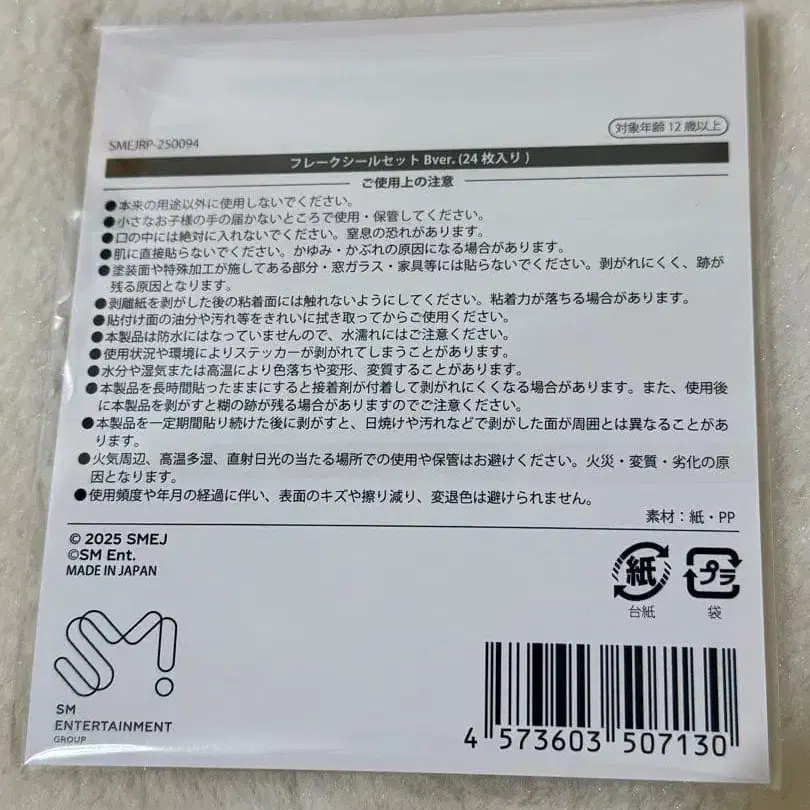 SMEJRP-250094
対象年齢 12 歳以上
フレークシールセット Bver. (24 枚入り)
ご使用上の注意
●本来の用途以外に使用しないでください。
●小さなお子様の手の届かないところで使用・保管してください。
●口の中には絶対に入れないでください。窒息の恐れがあります。
●肌に直接貼らないでください。かゆみ・かぶれの原因になる場合があります。
●塗装面や特殊加工が施してある部分・窓ガラス・家具等には貼らないでください。剥がれにくく、跡が
残る原因となります。
●剥離紙を剥がした後の粘着面には触れないようにしてください。粘着力が落ちる場合があります。
●貼付け面の油分や汚れ等をきれいに拭き取ってからご使用ください。
●本製品は防水にはなっていませんので、水濡れにはご注意ください。
●使用状況や環境によりステッカーが剥がれてしまうことがあります。
●水分や湿気または高温により色落ちや変形、変質することがあります。
●本製品を長時間貼ったままにすると接着剤が付着して剥がれにくくなる場合があります。また、使用後
に本製品を剥がすと糊の跡が残る場合がありますのでご注意ください。
●本製品を一定期間貼り続けた後に剥がすと、日焼けや汚れなどで剥がした面が周囲とは異なることがあ
ります。
●火気周辺、高温多湿、直射日光の当たる場所での使用や保管はお避けください。火災・変質・劣化の原
因となります。
●使用頻度や年月の経過に伴い、表面のキズや擦り減り、変退色は避けられません。
素材：紙・PP
© 2025 SMEJ
©SM Ent.
MADE IN JAPAN
紙
プラ
台紙
袋
SM
SM
ENTERTAINMENT
GROUP
4 573603 507130